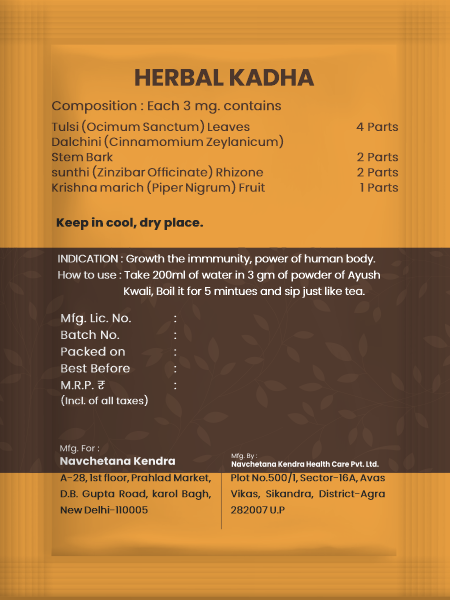 HERBAL KADHA
Composition : Each 3 mg. contains
Tulsi (Ocimum Sanctum) Leaves 4 Parts
Dalchini (Cinnamomium Zeylanicum)
Stem Bark 2 Parts
sunthi (Zinzibar Officinate) Rhizone 2 Parts
Krishna marich (Piper Nigrum) Fruit 1 Parts
Keep in cool, dry place.
INDICATION : Growth the immmunity, power of human body.
How to use : Take 200ml of water in 3 gm of powder of Ayush
Kwali, Boil it for 5 mintues and sip just like tea.
Mfg. Lic. No. :
Batch No. :
Packed on :
Best Before :
M.R.P. ₹ :
(Incl. of all taxes)
Mfg. For :
Navchetana Kendra
A-28, 1st floor, Prahlad Market,
D.B. Gupta Road, karol Bagh,
New Delhi-110005
Mfg. By :
Navchetana Kendra Health Care Pvt. Ltd.
Plot No.500/1, Sector-16A, Avas
Vikas, Sikandra, District-Agra
282007 U.P